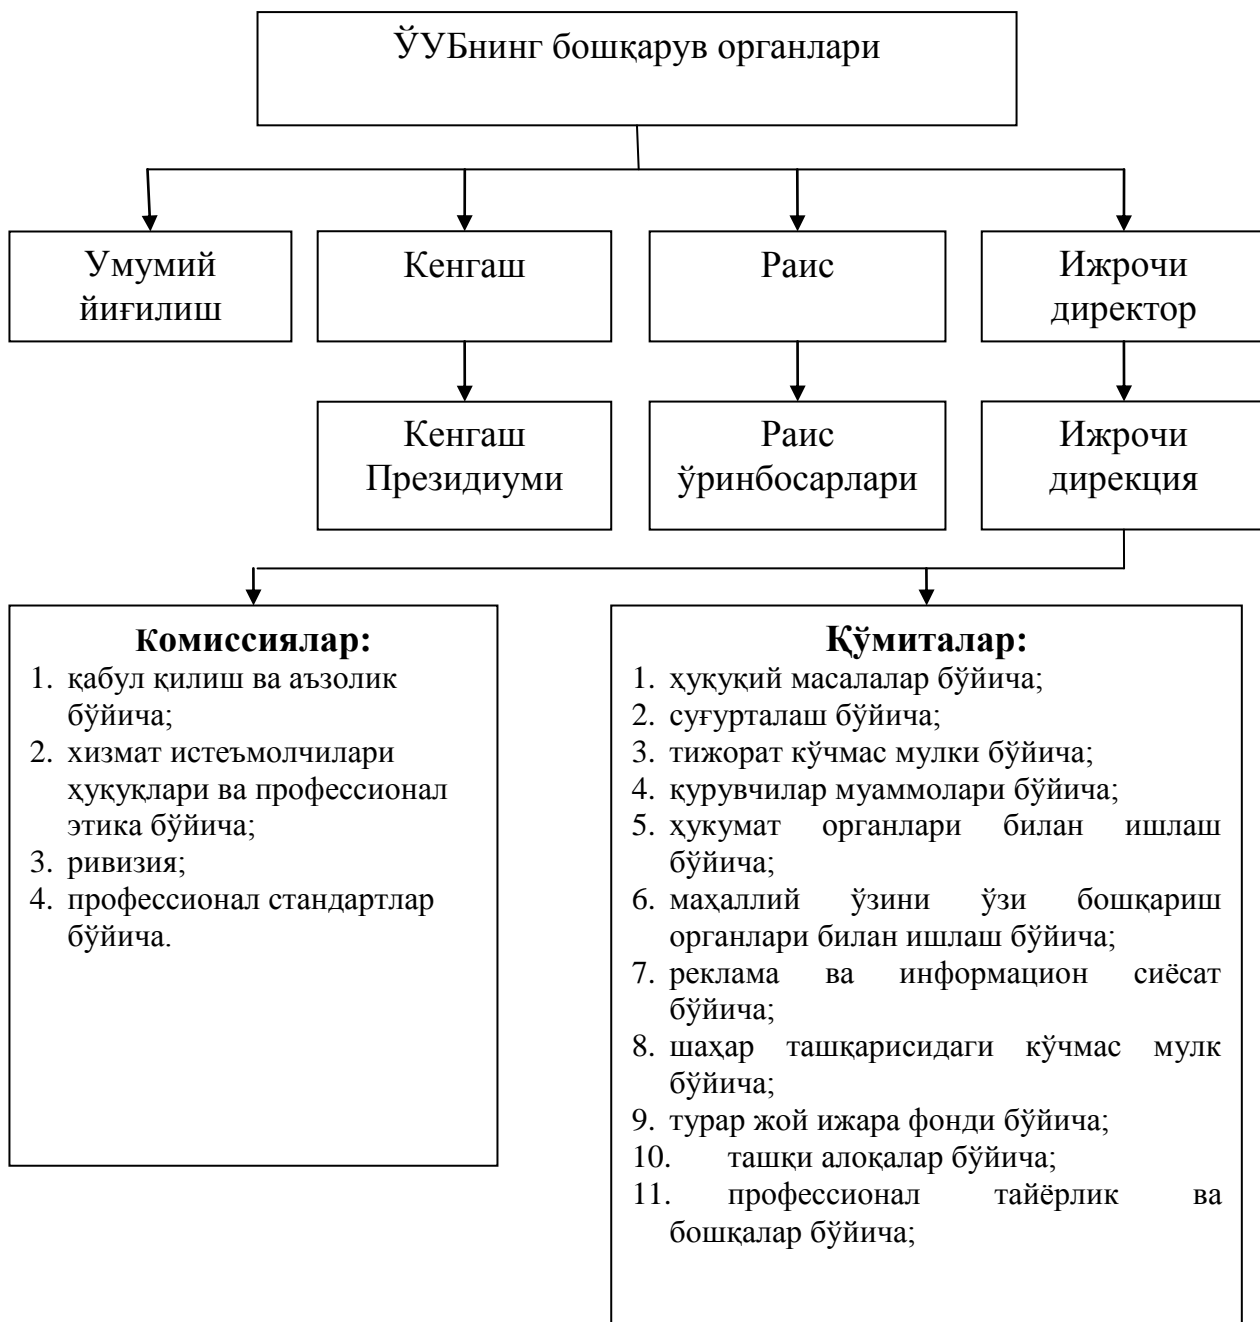 ЎУБнинг бошқарув органлари
Умумий
йиғилиш
Кенгаш
Раис
Ижрочи
директор
Кенгаш
Президиуми
Раис
ўринбосарлари
Ижрочи
дирекция
Комиссиялар:
1. қабул қилиш ва аъзолик
бўйича;
2. хизмат истеъмолчилари
ҳуқуқлари ва профессионал
этика бўйича;
3. ривизия;
4. профессионал стандартлар
бўйича.
Қўмиталар:
1. ҳуқуқий масалалар бўйича;
2. суғурталаш бўйича;
3. тижорат кўчмас мулки бўйича;
4. қурувчилар муаммолари бўйича;
5. ҳукумат органлари билан ишлаш
бўйича;
6. маҳаллий ўзини ўзи бошқариш
органлари билан ишлаш бўйича;
7. реклама ва информацион сиёсат
бўйича;
8. шаҳар ташқарисидаги кўчмас мулк
бўйича;
9. турар жой ижара фонди бўйича;
10. ташқи алоқалар бўйича;
11. профессионал тайёрлик ва
бошқалар бўйича;